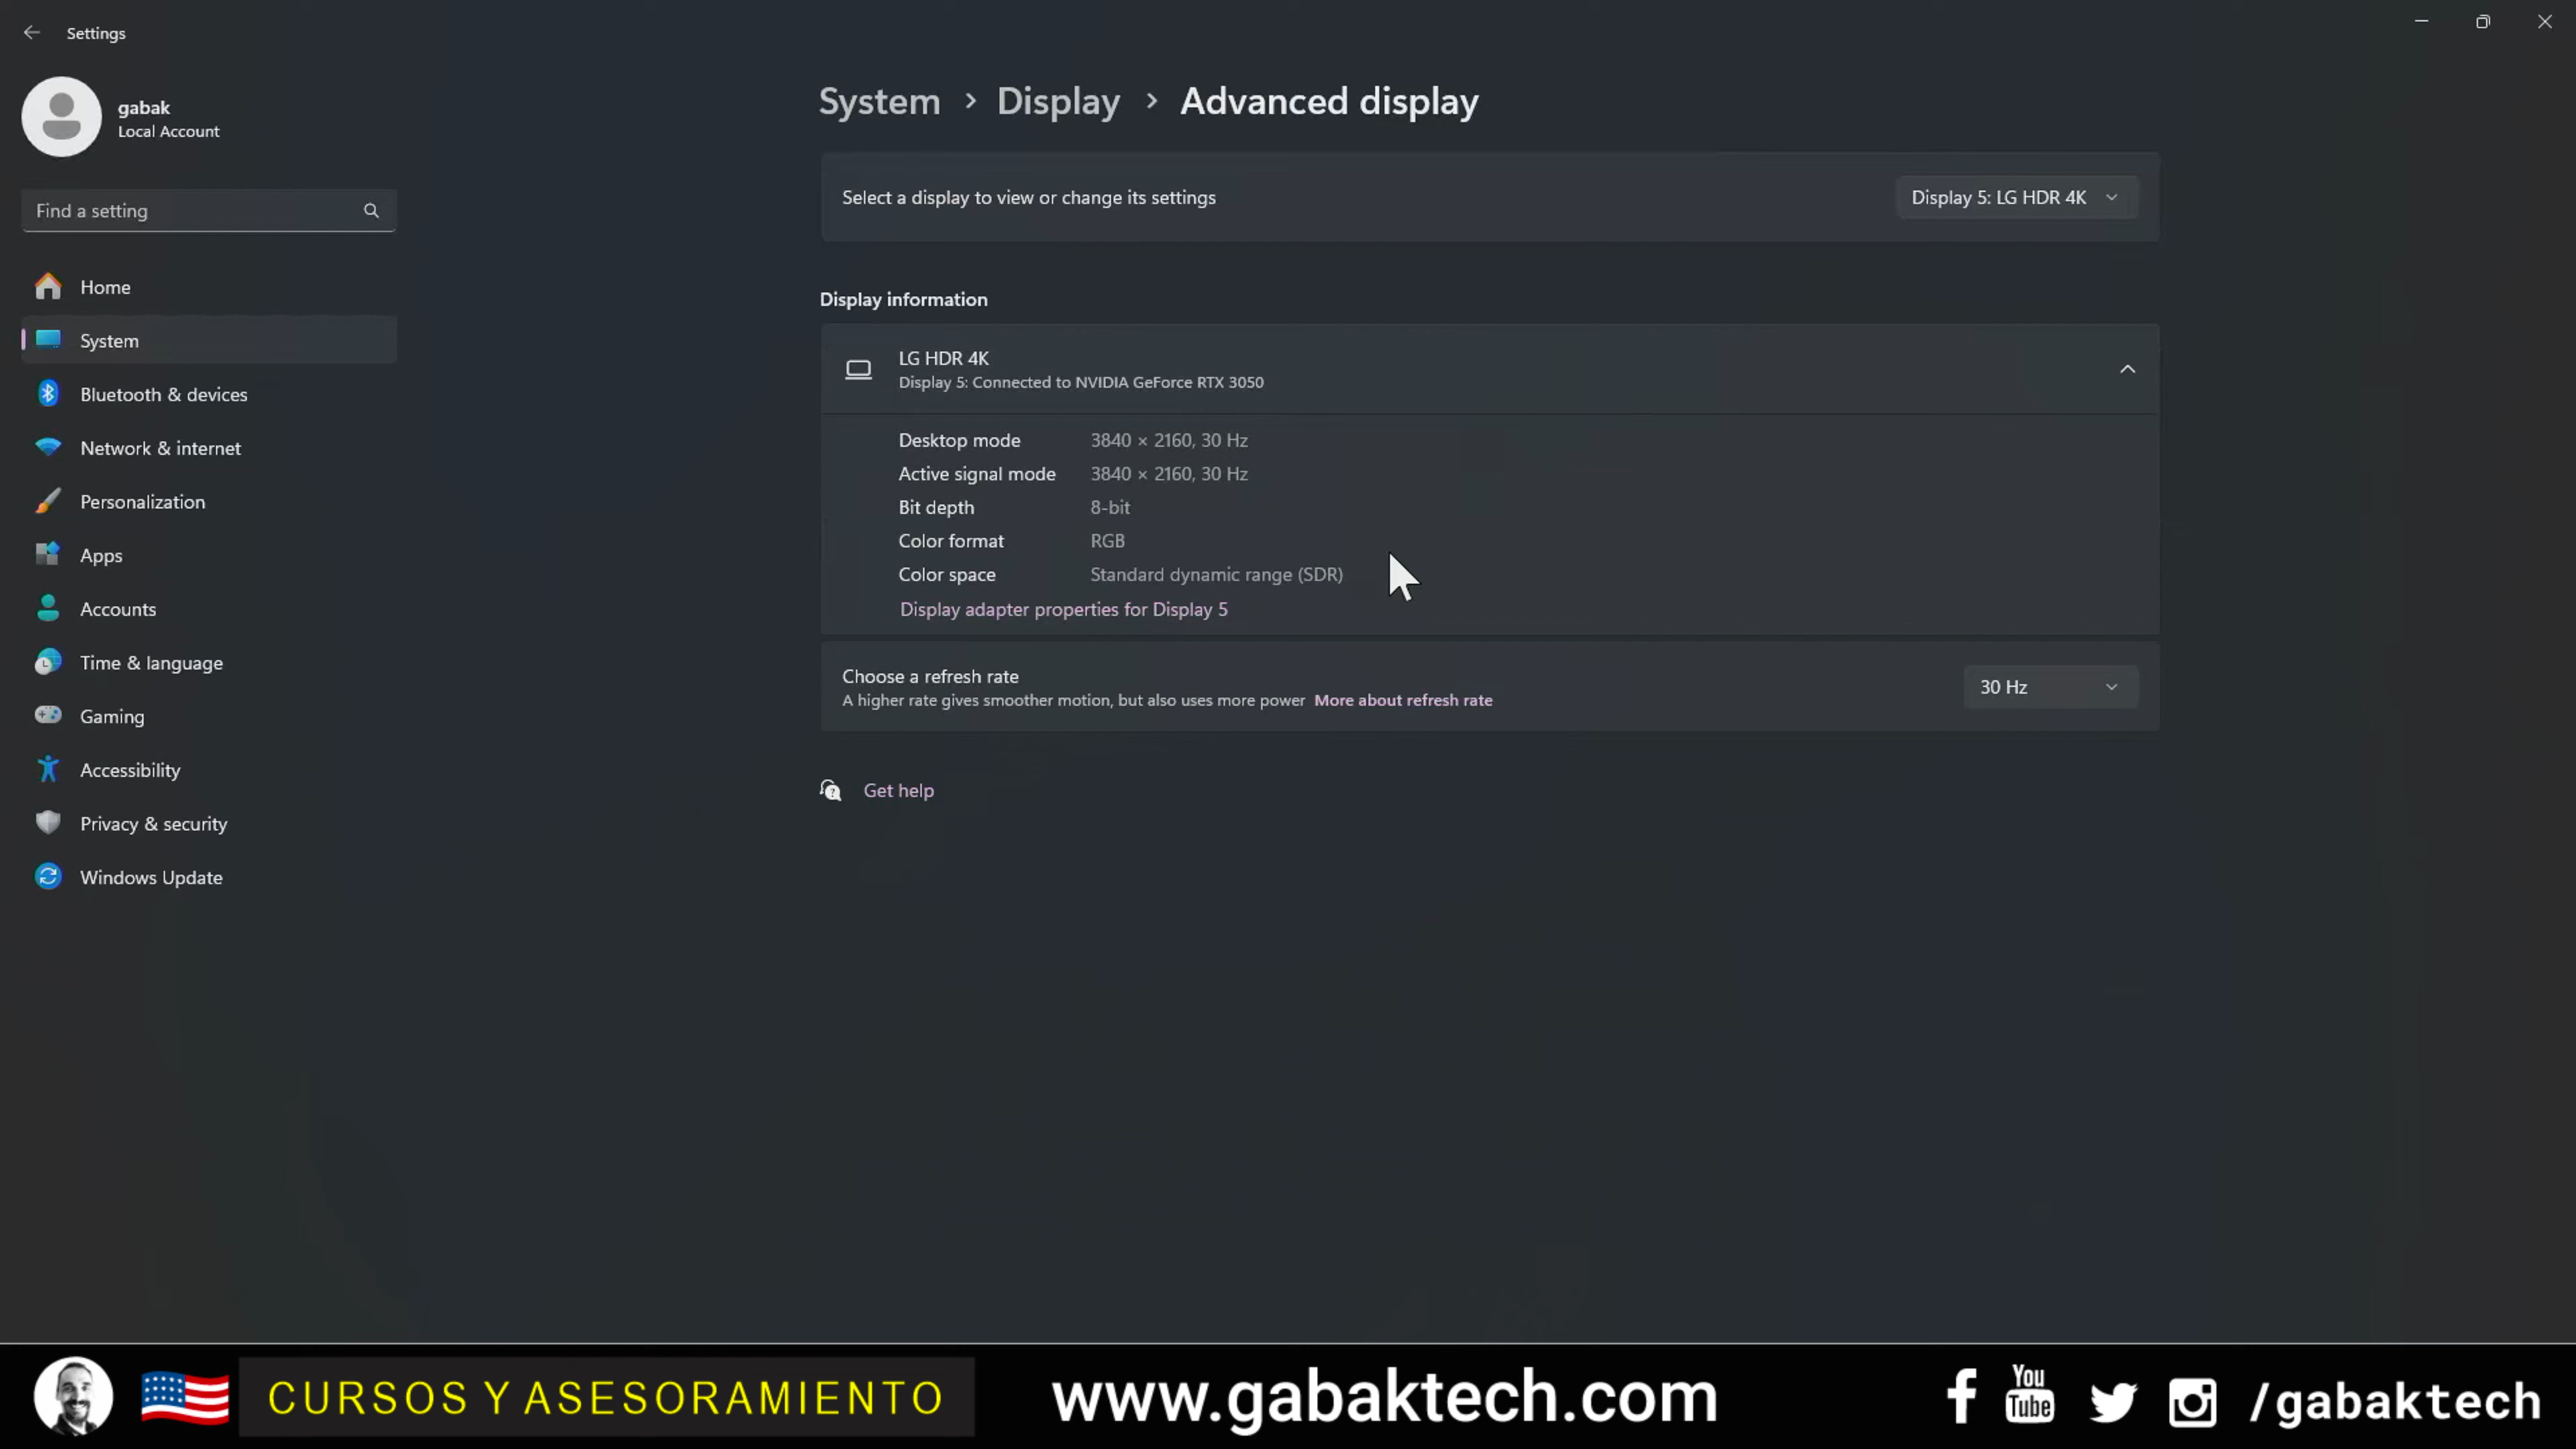 Settings
gabak
Local Account
Find a setting
Home
System
Bluetooth & devices
Network & internet
Personalization
Apps
Accounts
Time & language
Gaming
Accessibility
Privacy & security
Windows Update
System > Display > Advanced display
Select a display to view or change its settings
Display 5: LG HDR 4K
Display information
LG HDR 4K
Display 5: Connected to NVIDIA GeForce RTX 3050
Desktop mode 3840 × 2160, 30 Hz
Active signal mode 3840 × 2160, 30 Hz
Bit depth 8-bit
Color format RGB
Color space Standard dynamic range (SDR)
Display adapter properties for Display 5
Choose a refresh rate
A higher rate gives smoother motion, but also uses more power More about refresh rate
30 Hz
Get help
CURSOS Y ASESORAMIENTO
www.gabaktech.com
You
Tube
/gabaktech